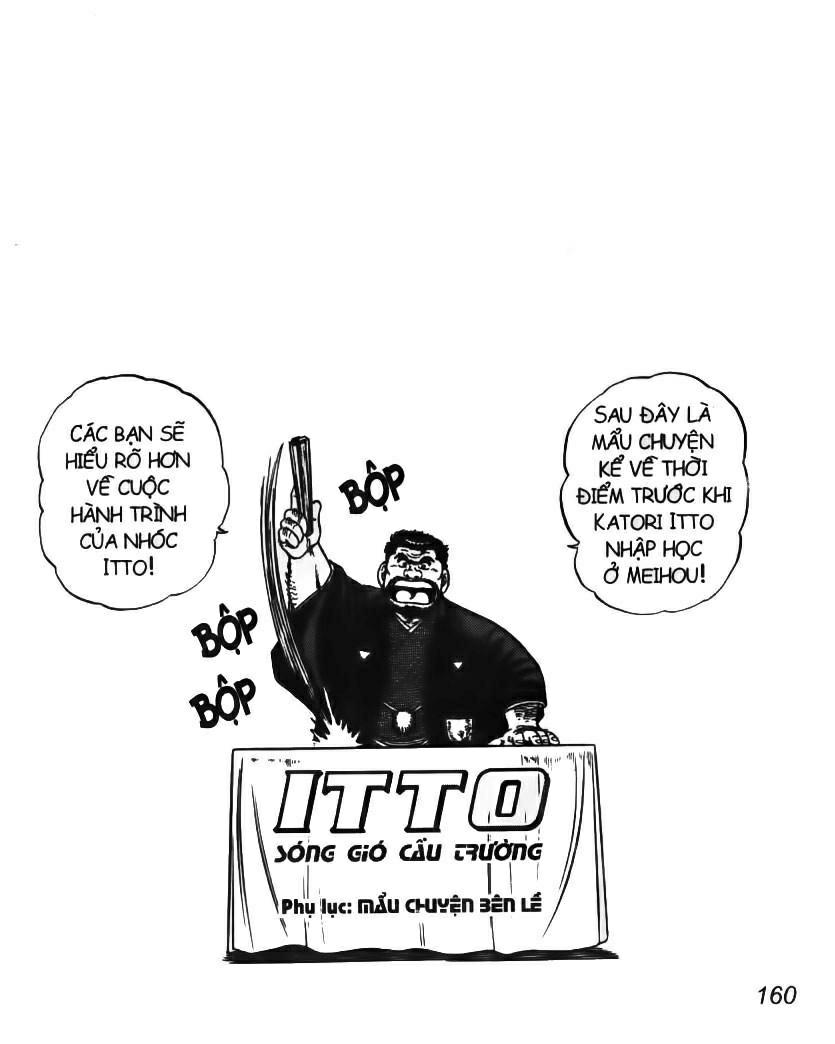 SAU ĐÂY LÀ
MẨU CHUYỆN
KỂ VỀ THỜI
ĐIỂM TRƯỚC KHI
KATORI ITTO
NHẬP HỌC
Ở MEIHOU!
CÁC BẠN SẼ
HIỂU RÕ HƠN
VỀ CUỘC
HÀNH TRÌNH
CỦA NHÓC
ITTO!
BỘP
BỘP
BỘP
ITTO
SÓNG GIÓ CẦU TRƯỜNG
Phụ lục: MẨU CHUYỆN BÊN LỀ
160